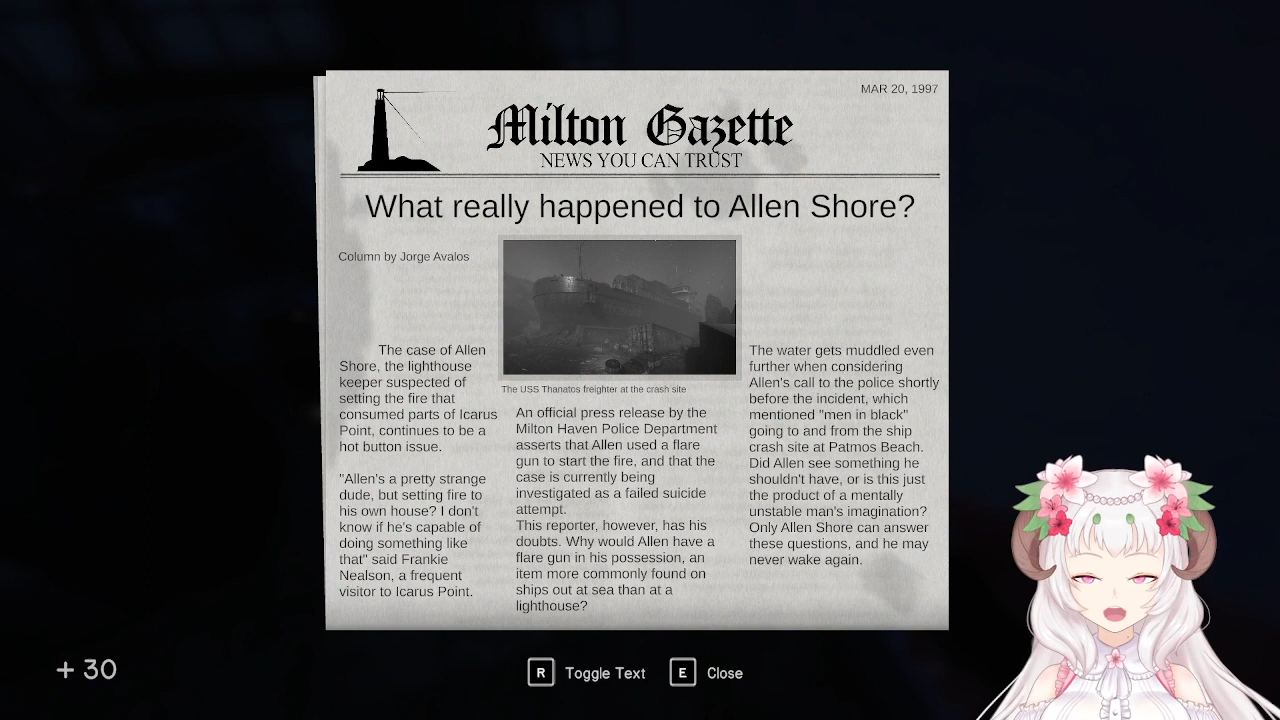 MAR 20, 1997
Milton Gazette
NEWS YOU CAN TRUST
What really happened to Allen Shore?
Column by Jorge Avalos
The case of Allen
Shore, the lighthouse
keeper suspected of
setting the fire that
consumed parts of Icarus
Point, continues to be a
hot button issue.
"Allen's a pretty strange
dude, but setting fire to
his own house? I don't
know if he's capable of
doing something like
that" said Frankie
Nealson, a frequent
visitor to Icarus Point.
The USS Thanatos freighter at the crash site
An official press release by the
Milton Haven Police Department
asserts that Allen used a flare
gun to start the fire, and that the
case is currently being
investigated as a failed suicide
attempt.
This reporter, however, has his
doubts. Why would Allen have a
flare gun in his possession, an
item more commonly found on
ships out at sea than at a
lighthouse?
The water gets muddled even
further when considering
Allen's call to the police shortly
before the incident, which
mentioned "men in black"
going to and from the ship
crash site at Patmos Beach.
Did Allen see something he
shouldn't have, or is this just
the product of a mentally
unstable man's imagination?
Only Allen Shore can answer
these questions, and he may
never wake again.
+ 30
R Toggle Text E Close